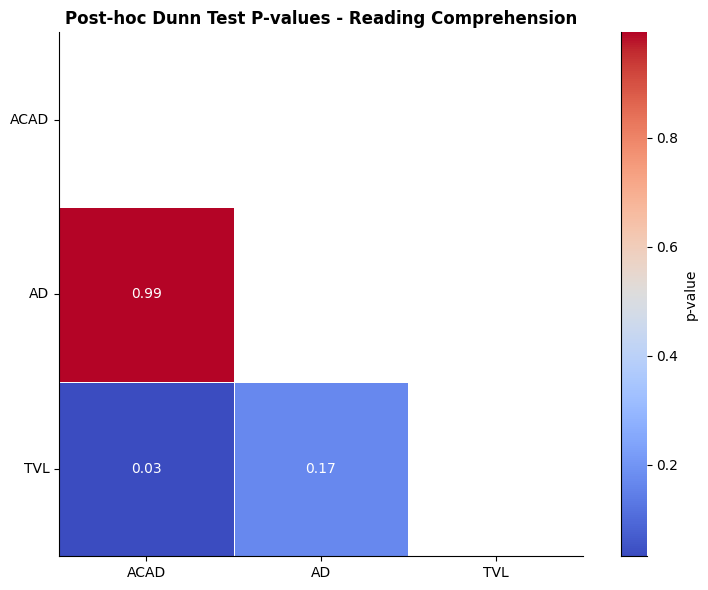 Post-hoc Dunn Test P-values - Reading Comprehension
ACAD
AD
TVL
0.99
0.03
0.17
ACAD
AD
TVL
0.8
0.6
0.4
0.2
p-value